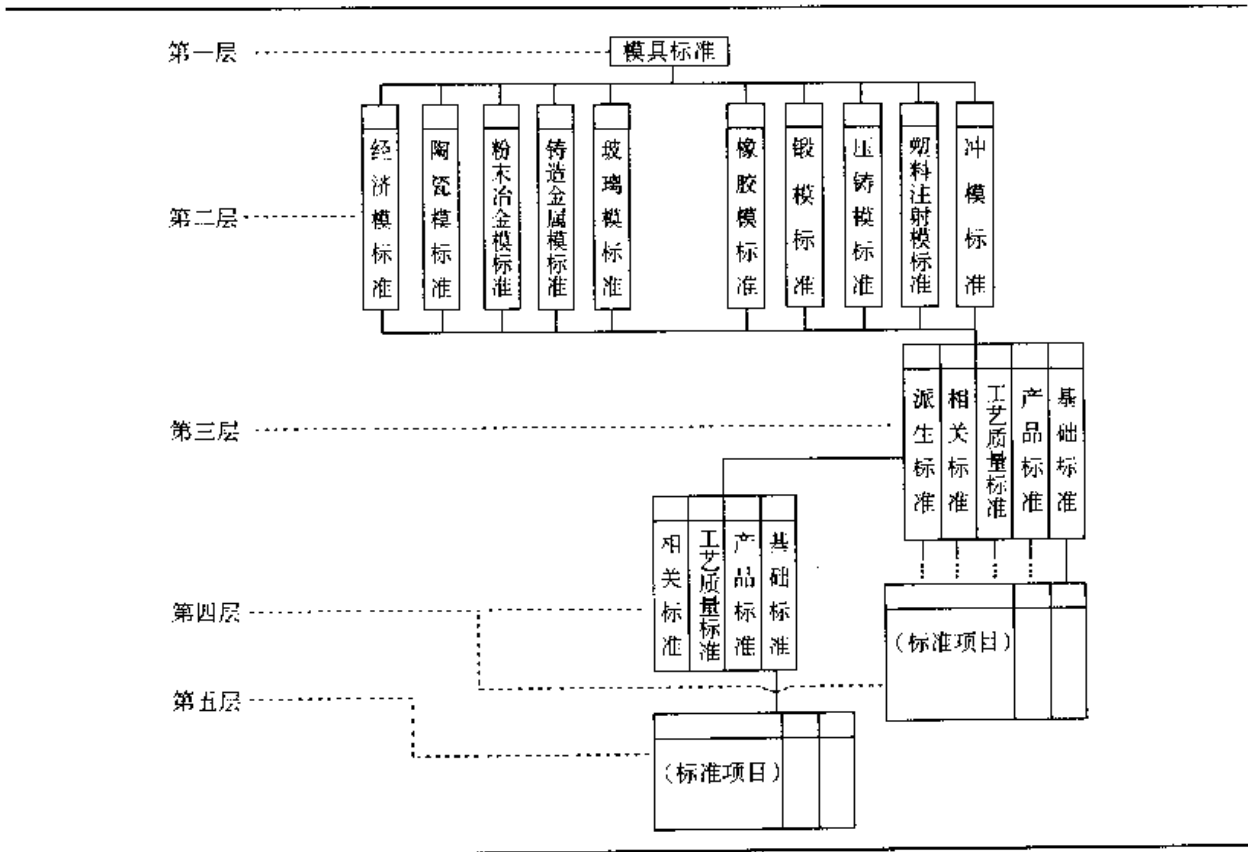 第一层
模具标准
第二层
经济模标准
陶瓷模标准
粉末冶金模标准
铸造金属模标准
玻璃模标准
橡胶模标准
锻模标准
压铸模标准
塑料注射模标准
冲模标准
第三层
派生标准
相关标准
工艺质量标准
产品标准
基础标准
第四层
相关标准
工艺质量标准
产品标准
基础标准
(标准项目)
第五层
(标准项目)